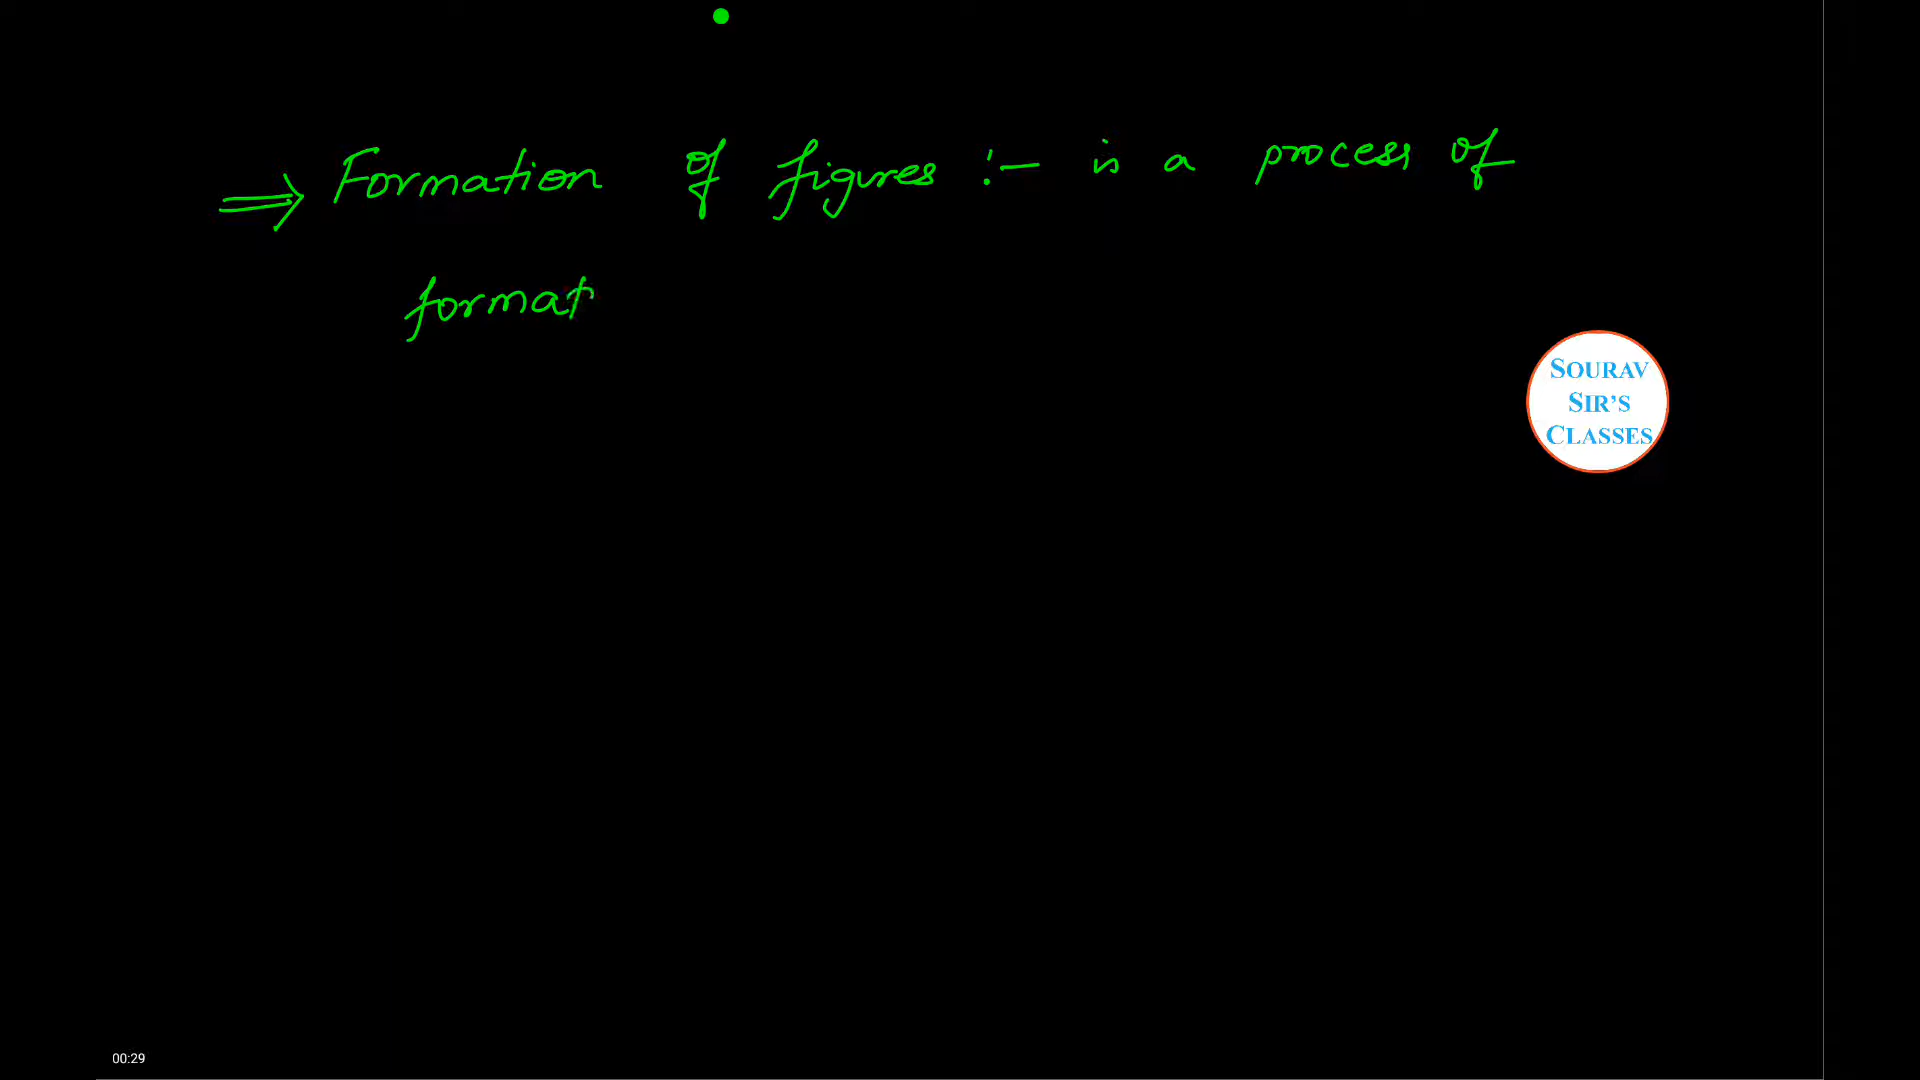 ⇒ Formation of figures :- is a process of
format
SOURAV
SIR'S
CLASSES
00:29